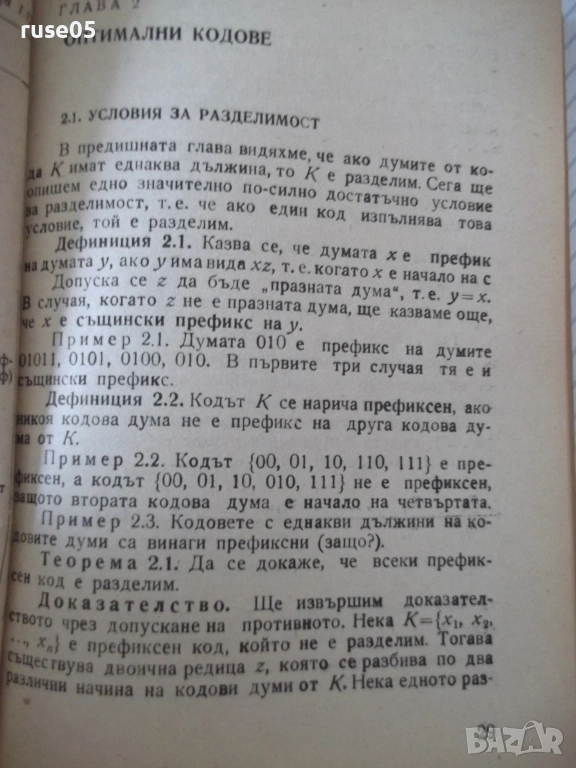 ruse05
ГЛАВА 2
ОПТИМАЛНИ КОДОВЕ
2.1. УСЛОВИЯ ЗА РАЗДЕЛИМОСТ
В предишната глава видяхме, че ако думите от ко-
да K имат еднаква дължина, то K е разделим. Сега ще
опишем едно значително по-силно достатъчно условие
за разделимост, т. е. че ако един код изпълнява това
условие, той е разделим.
Дефиниция 2.1. Казва се, че думата x е префик
на думата y, ако y има вида xz, т. е. когато x е начало на с
Допуска се z да бъде „празната дума“, т.е. y=x.
В случая, когато z не е празната дума, ще казваме още,
че x е същински префикс на y.
Пример 2.1. Думата 010 е префикс на думите
01011, 0101, 0100, 010. В първите три случая тя е и
същински префикс.
Дефиниция 2.2. Кодът K се нарича префиксен, ако
никоя кодова дума не е префикс на друга кодова ду-
ма от K.
Пример 2.2. Кодът {00, 01, 10, 110, 111} е пре-
фиксен, а кодът {00, 01, 10, 010, 111} не е префиксен,
защото втората кодова дума е начало на четвъртата.
Пример 2.3. Кодовете с еднакви дължини на ко-
довите думи са винаги префиксни (защо?).
Теорема 2.1. Да се докаже, че всеки префик-
сен код е разделим.
Доказателство. Ще извършим доказател-
ството чрез допускане на противното. Нека K={x₁, x₂,
..., xₙ} е префиксен код, който не е разделим. Тогава
съществува двоична редица z, която се разбива по два
различни начина на кодови думи от K. Нека едното раз-
BAZAR